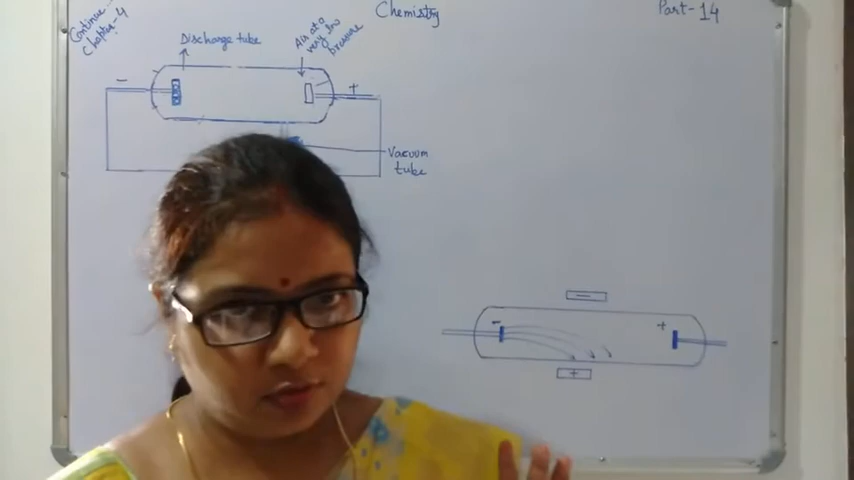 Continue...
Chapter-4
Chemistry
Part-14
Discharge tube
Air at a
very low
pressure
-
+
Vacuum
tube
-
-
+
+